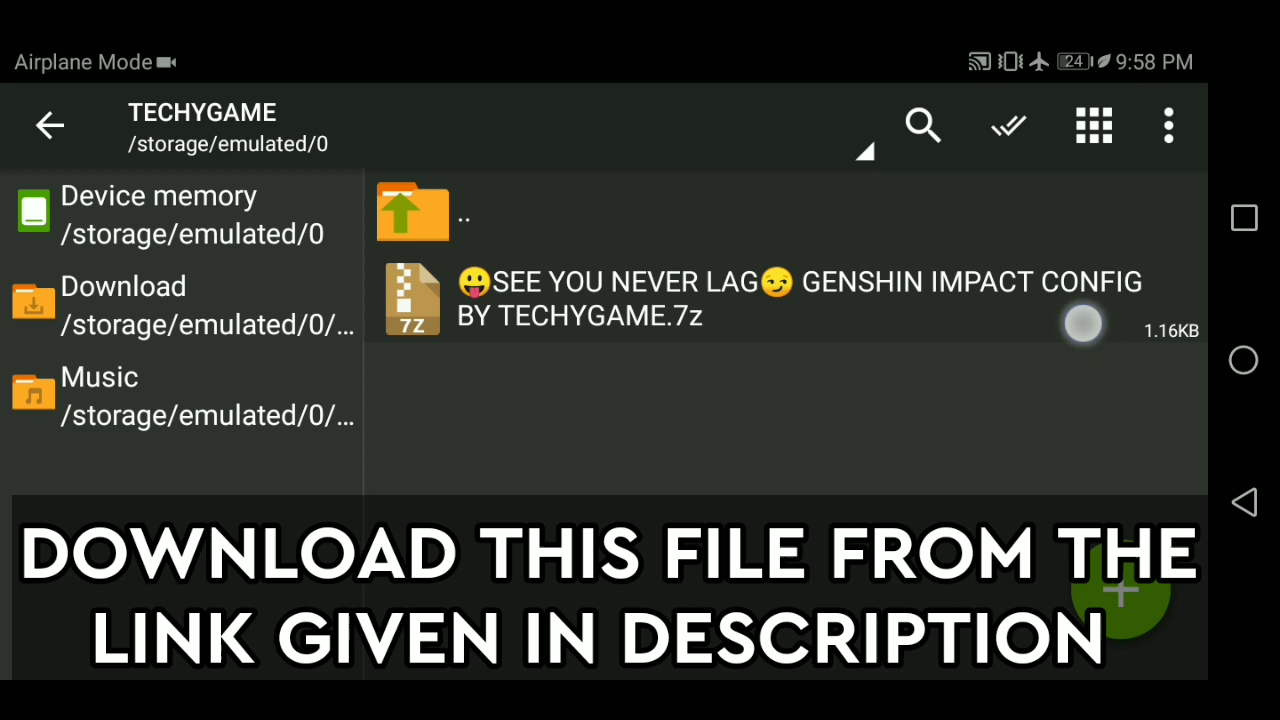 Airplane Mode
24
9:58 PM
TECHYGAME
/storage/emulated/0
Device memory
/storage/emulated/0
Download
/storage/emulated/0/...
Music
/storage/emulated/0/...
..
😛SEE YOU NEVER LAG😏 GENSHIN IMPACT CONFIG
BY TECHYGAME.7z
7Z
1.16KB
DOWNLOAD THIS FILE FROM THE
LINK GIVEN IN DESCRIPTION